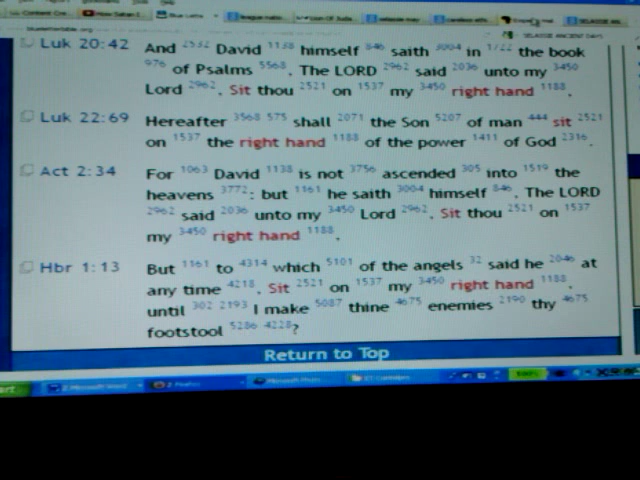 Luk 20:42 And 2532 David 1138 himself 846 saith 3004 in 1722 the book
976 of Psalms 5568, The LORD 2962 said 2036 unto my 3450
Lord 2962, Sit thou 2521 on 1537 my 3450 right hand 1188,
Luk 22:69 Hereafter 3568 575 shall 2071 the Son 5207 of man 444 sit 2521
on 1537 the right hand 1188 of the power 1411 of God 2316.
Act 2:34 For 1063 David 1138 is not 3756 ascended 305 into 1519 the
heavens 3772: but 1161 he saith 3004 himself 846, The LORD
2962 said 2036 unto my 3450 Lord 2962, Sit thou 2521 on 1537
my 3450 right hand 1188,
Hbr 1:13 But 1161 to 4314 which 5101 of the angels 32 said he 2046 at
any time 4218, Sit 2521 on 1537 my 3450 right hand 1188,
until 302 2193 I make 5087 thine 4675 enemies 2190 thy 4675
footstool 5286 4228?
Return to Top
2 Microsoft Word 2 Firefox Microsoft Photo 100%